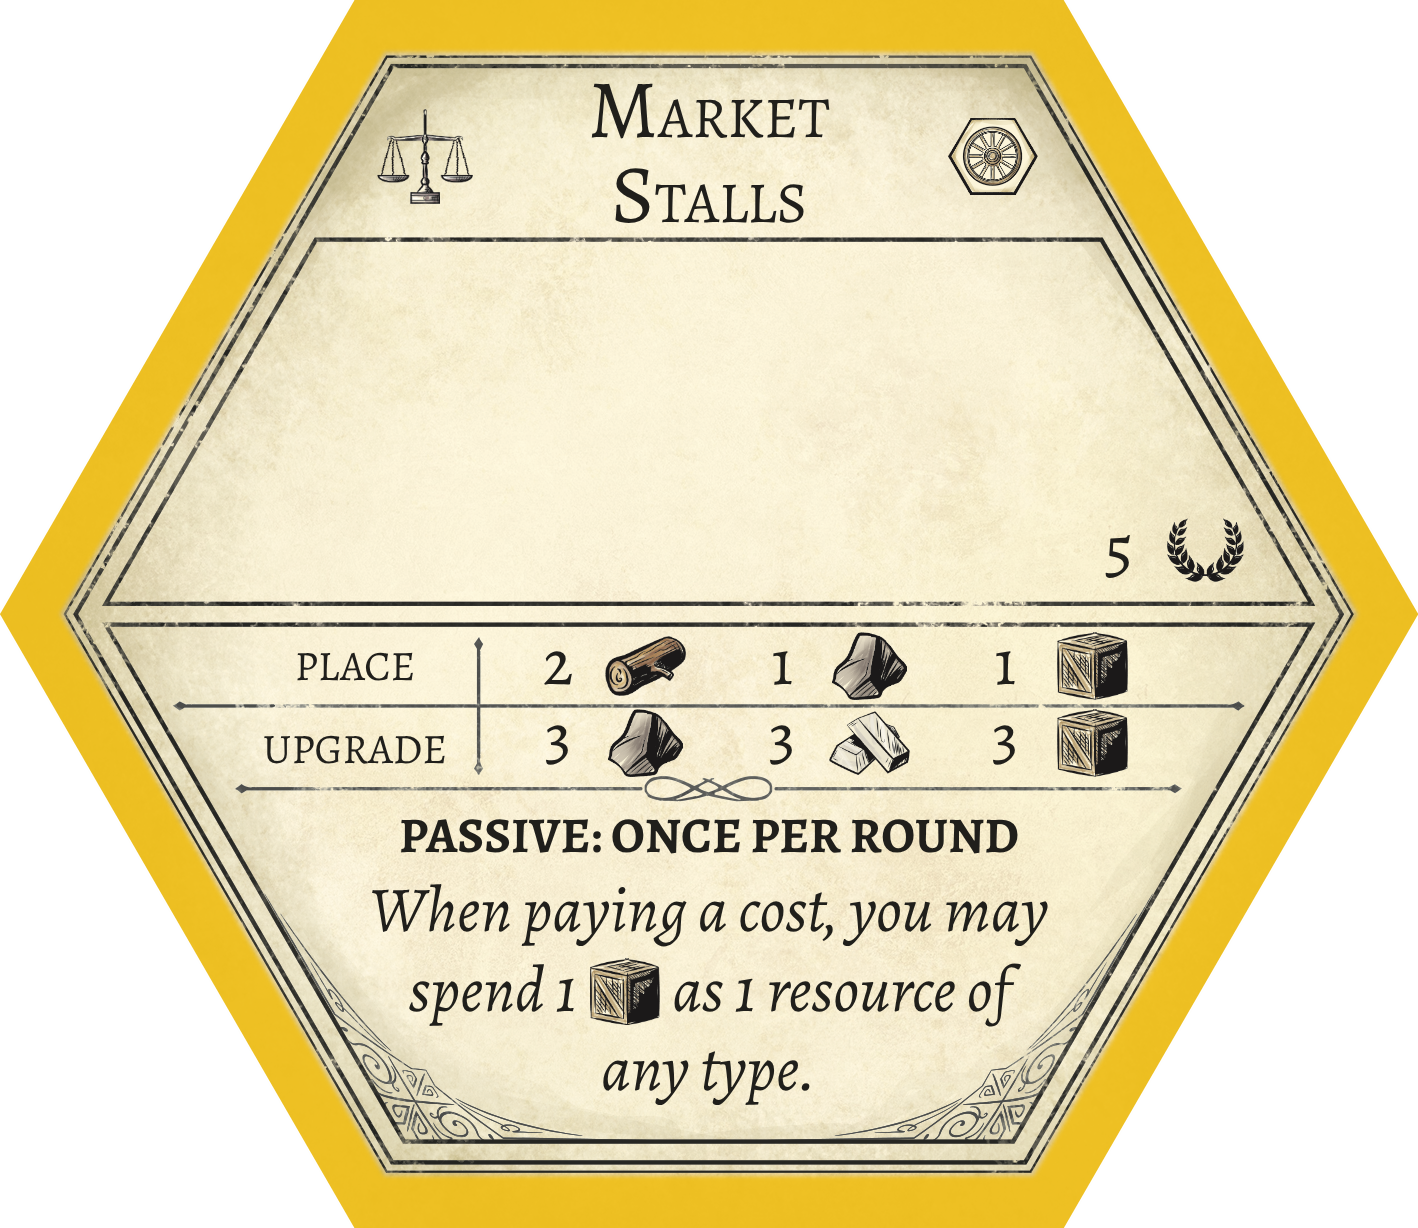 Market
Stalls
5
PLACE 2 1 1
UPGRADE 3 3 3
PASSIVE: ONCE PER ROUND
When paying a cost, you may
spend 1 as 1 resource of
any type.